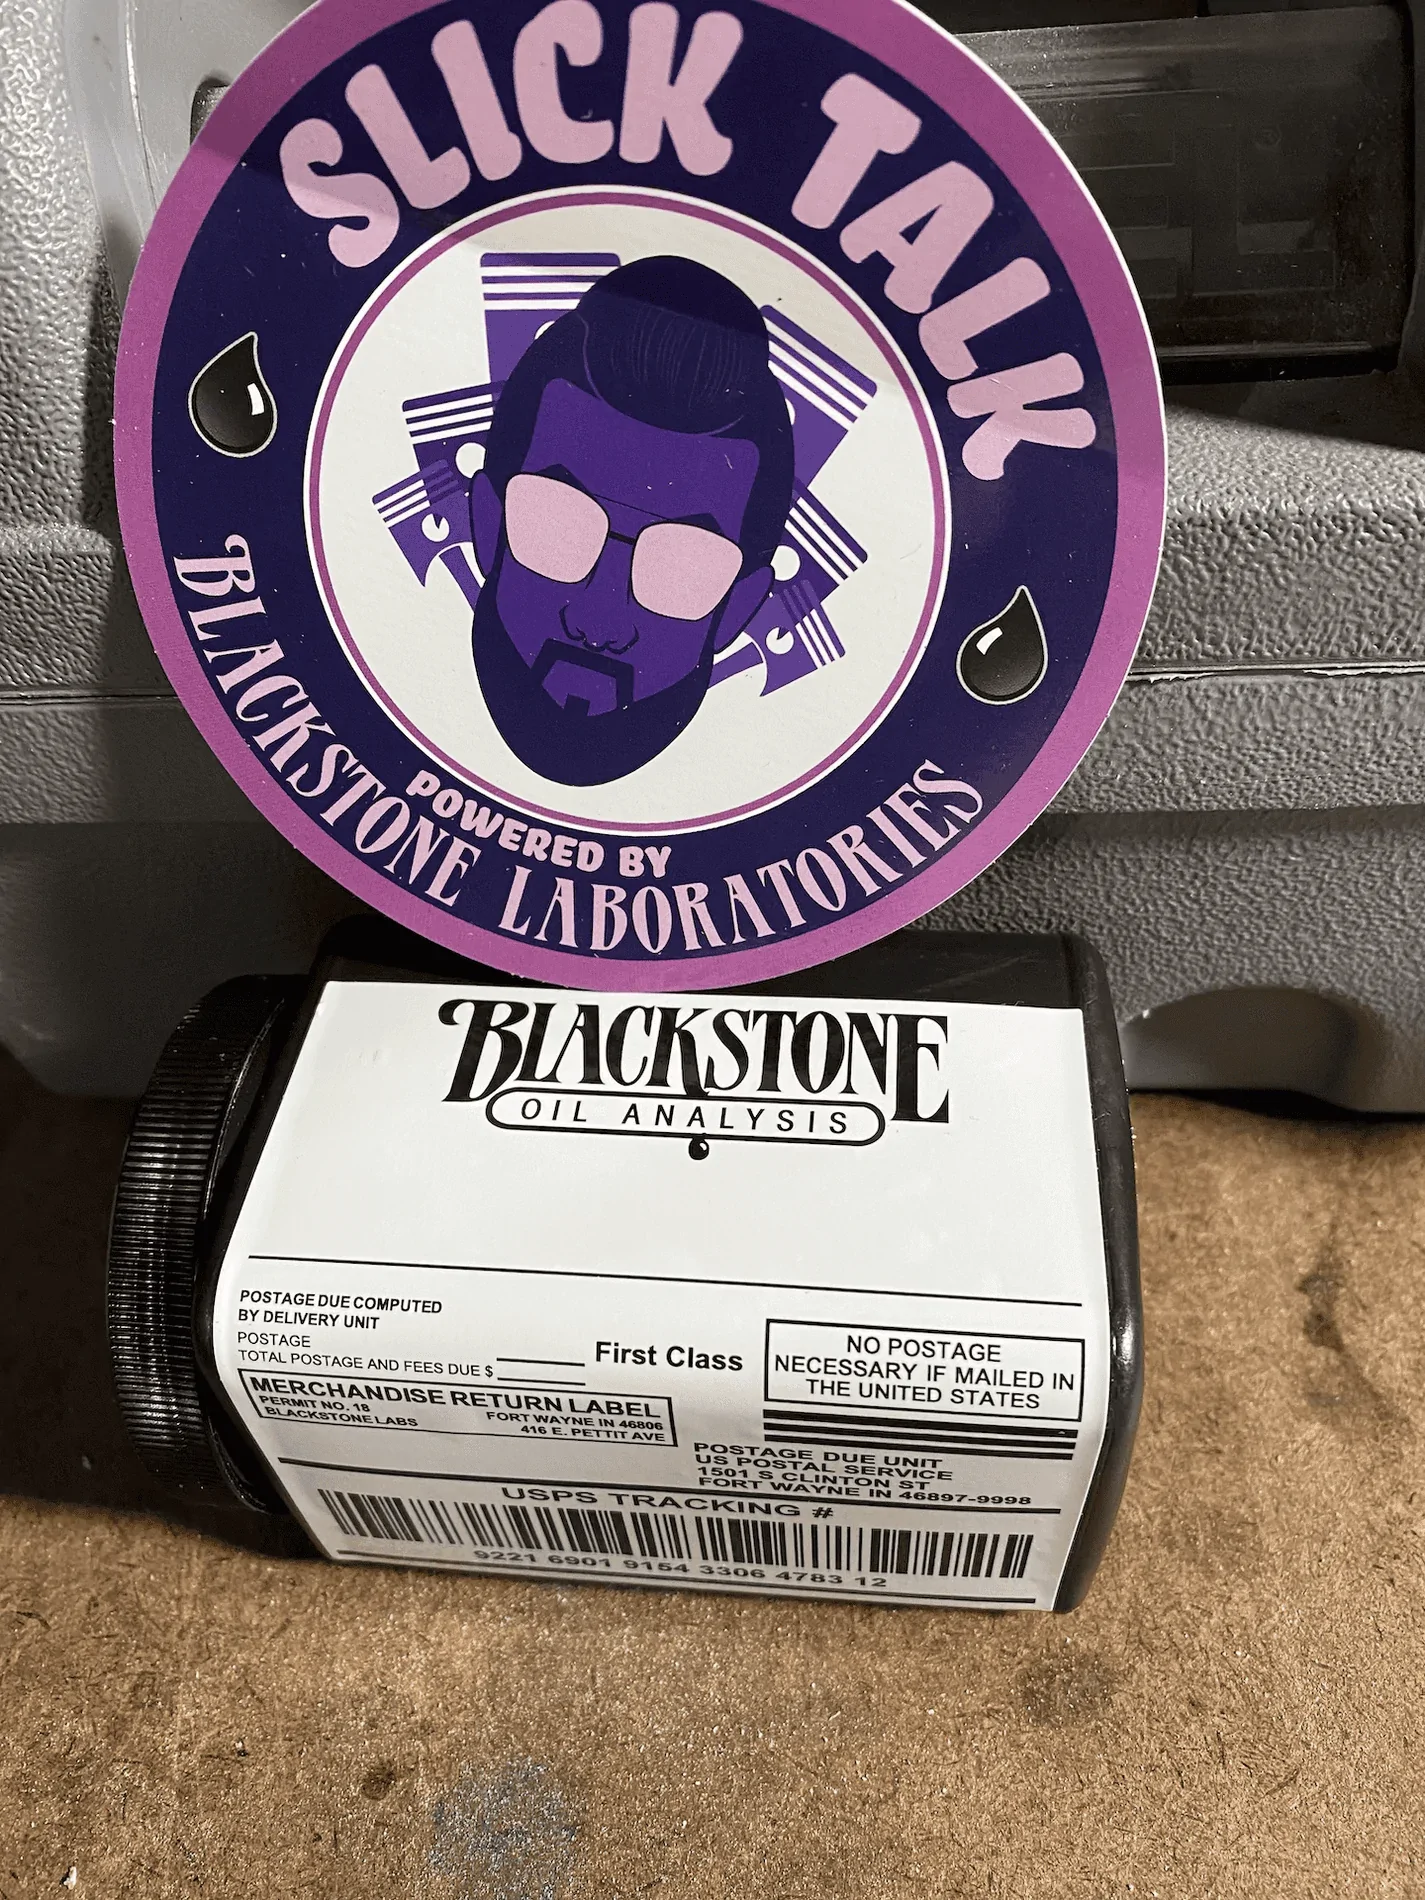 SLICK TALK
POWERED BY
BLACKSTONE LABORATORIES
BLACKSTONE
OIL ANALYSIS
POSTAGE DUE COMPUTED
BY DELIVERY UNIT
POSTAGE
TOTAL POSTAGE AND FEES DUE $
First Class
NO POSTAGE
NECESSARY IF MAILED IN
THE UNITED STATES
MERCHANDISE RETURN LABEL
PERMIT NO. 18 FORT WAYNE IN 46806
BLACKSTONE LABS 416 E. PETTIT AVE
POSTAGE DUE UNIT
US POSTAL SERVICE
1501 S CLINTON ST
FORT WAYNE IN 46897-9998
USPS TRACKING #
9221 6901 9154 3306 4783 12